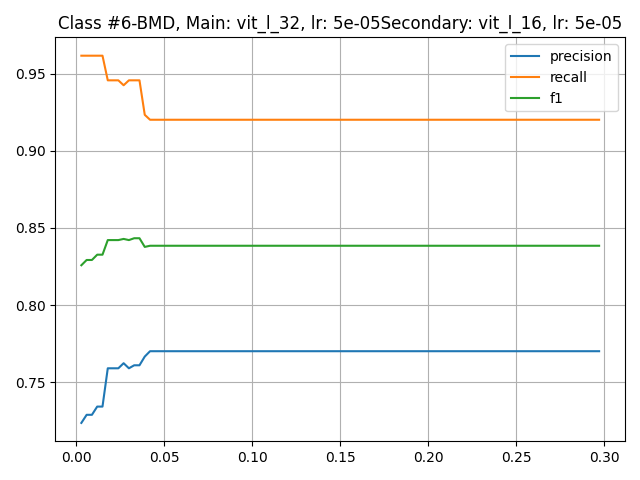 Class #6-BMD, Main: vit_l_32, lr: 5e-05Secondary: vit_l_16, lr: 5e-05
precision
recall
f1
0.95
0.90
0.85
0.80
0.75
0.00 0.05 0.10 0.15 0.20 0.25 0.30